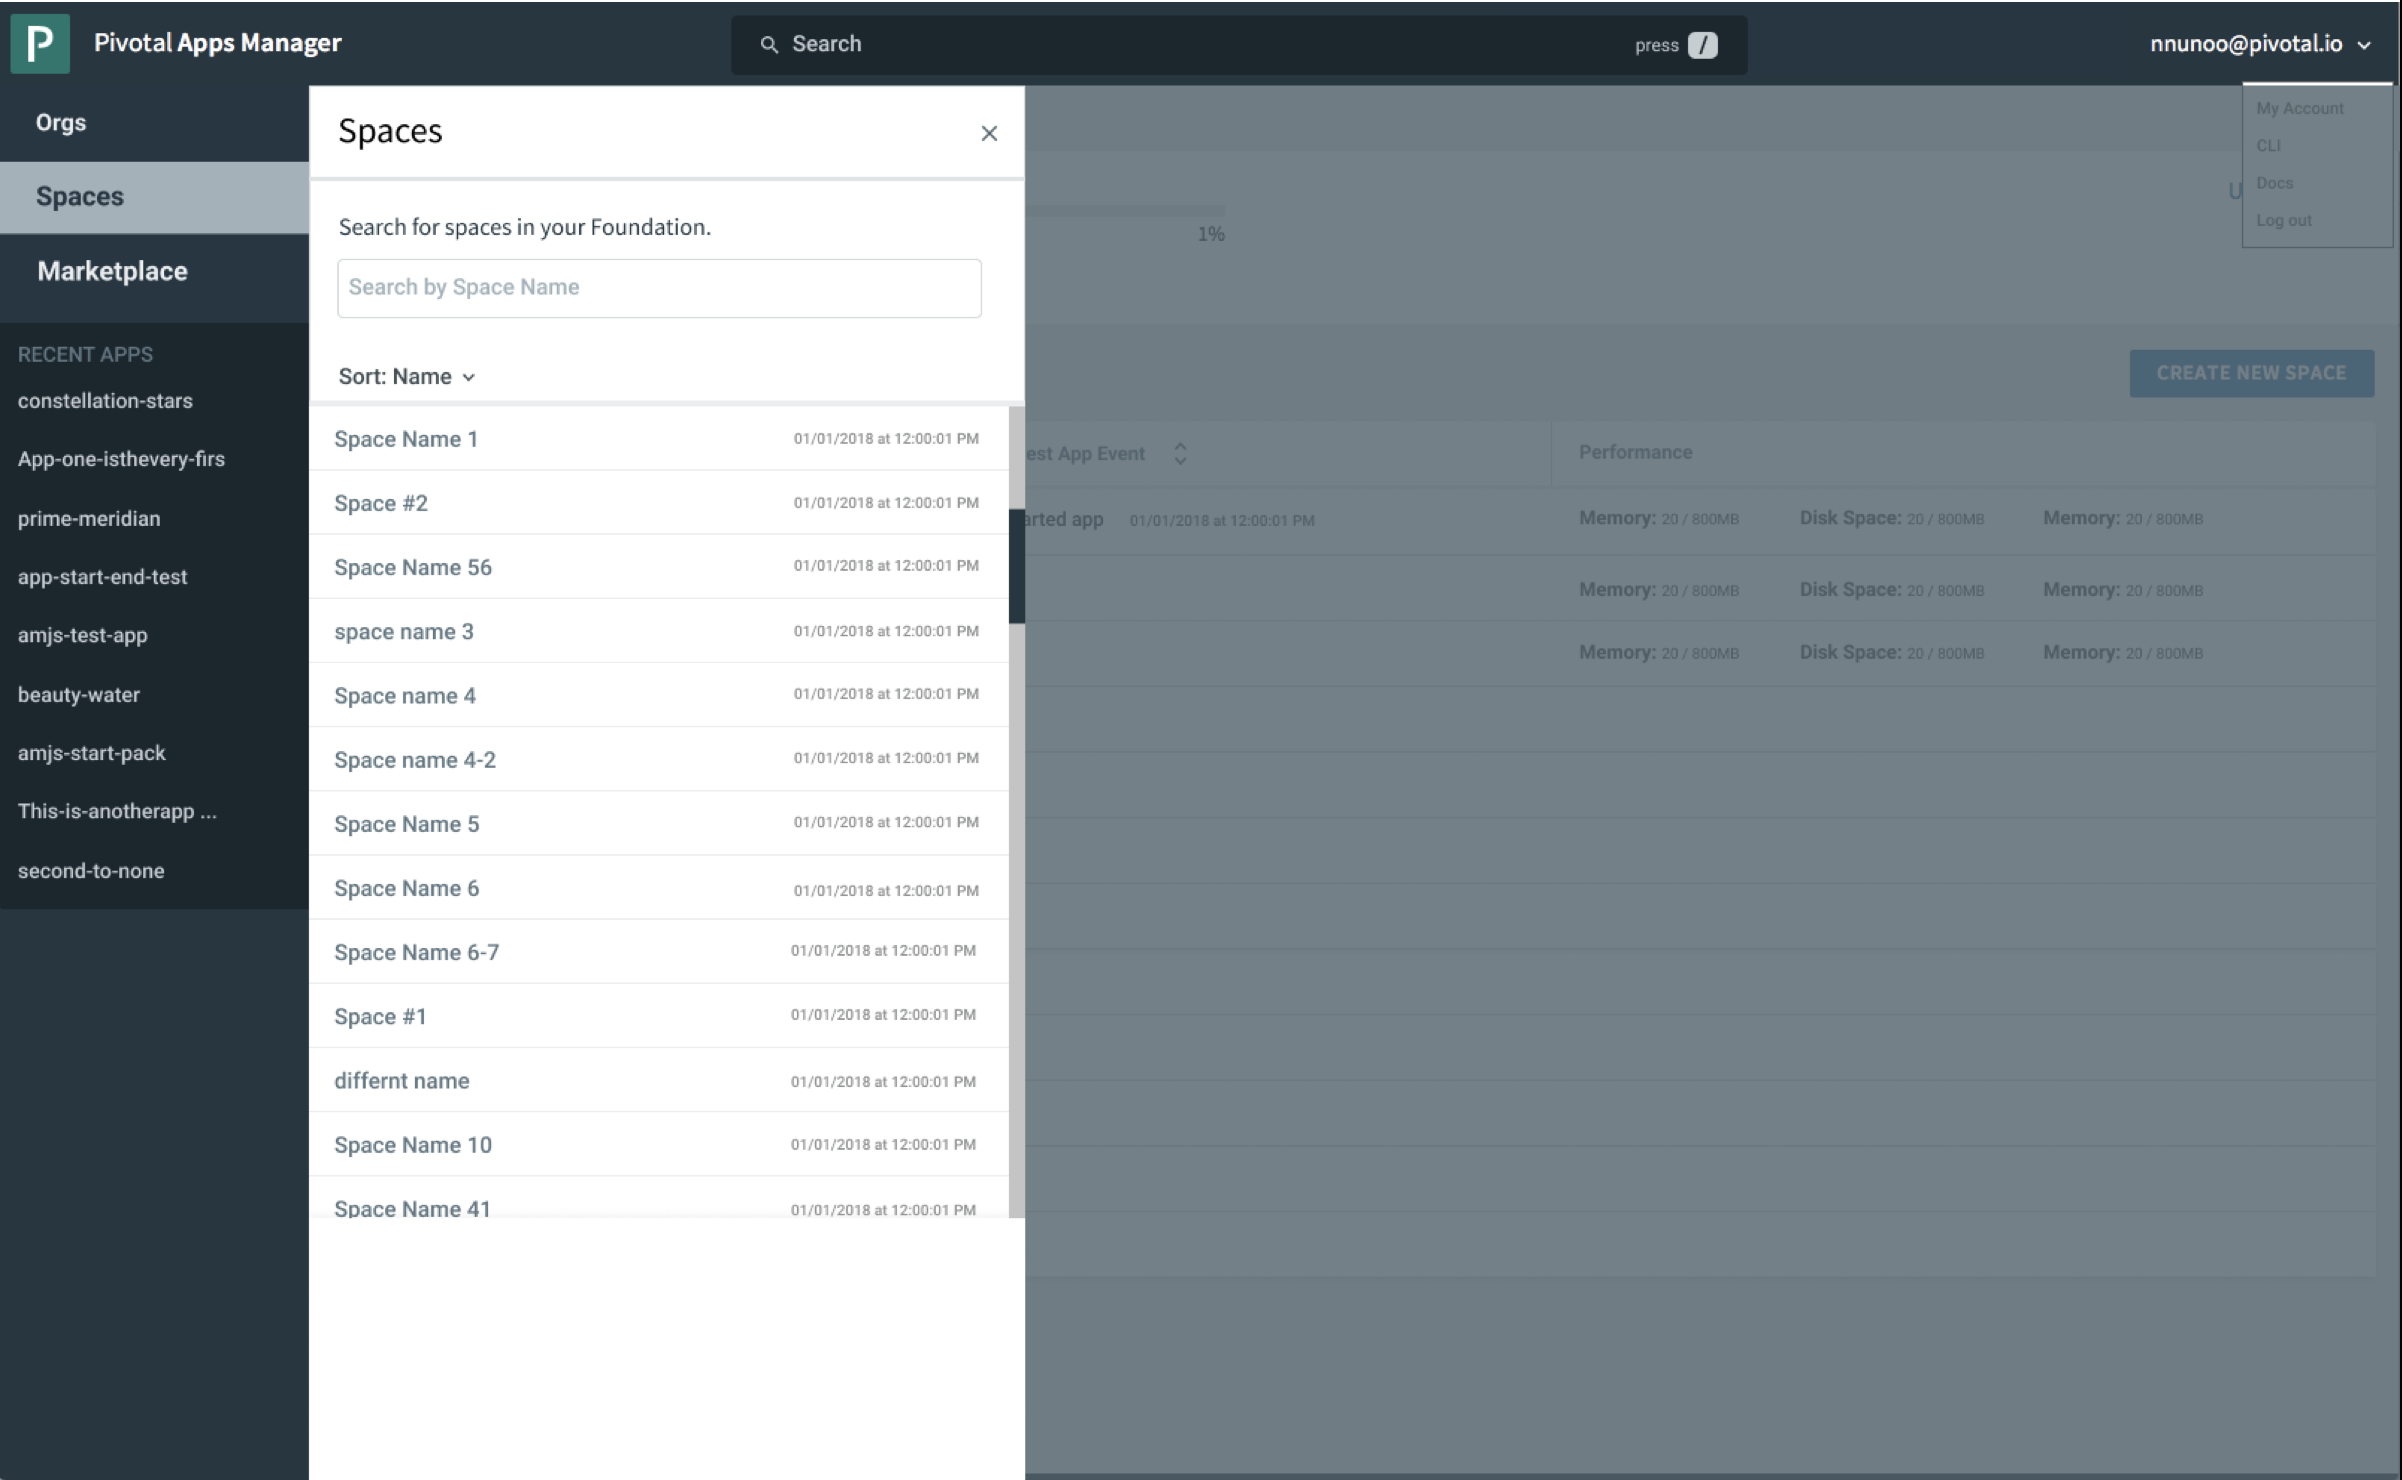 P Pivotal Apps Manager
Search press /
nnunoo@pivotal.io
Orgs
Spaces
Marketplace
RECENT APPS
constellation-stars
App-one-isthevery-firs
prime-meridian
app-start-end-test
amjs-test-app
beauty-water
amjs-start-pack
This-is-anotherapp ...
second-to-none
Spaces
Search for spaces in your Foundation.
Search by Space Name
Sort: Name
Space Name 1 01/01/2018 at 12:00:01 PM
Space #2 01/01/2018 at 12:00:01 PM
Space Name 56 01/01/2018 at 12:00:01 PM
space name 3 01/01/2018 at 12:00:01 PM
Space name 4 01/01/2018 at 12:00:01 PM
Space name 4-2 01/01/2018 at 12:00:01 PM
Space Name 5 01/01/2018 at 12:00:01 PM
Space Name 6 01/01/2018 at 12:00:01 PM
Space Name 6-7 01/01/2018 at 12:00:01 PM
Space #1 01/01/2018 at 12:00:01 PM
differnt name 01/01/2018 at 12:00:01 PM
Space Name 10 01/01/2018 at 12:00:01 PM
Space Name 41 01/01/2018 at 12:00:01 PM
My Account
CLI
Docs
Log out
U
1%
CREATE NEW SPACE
est App Event Performance
arted app 01/01/2018 at 12:00:01 PM Memory: 20 / 800MB Disk Space: 20 / 800MB Memory: 20 / 800MB
Memory: 20 / 800MB Disk Space: 20 / 800MB Memory: 20 / 800MB
Memory: 20 / 800MB Disk Space: 20 / 800MB Memory: 20 / 800MB